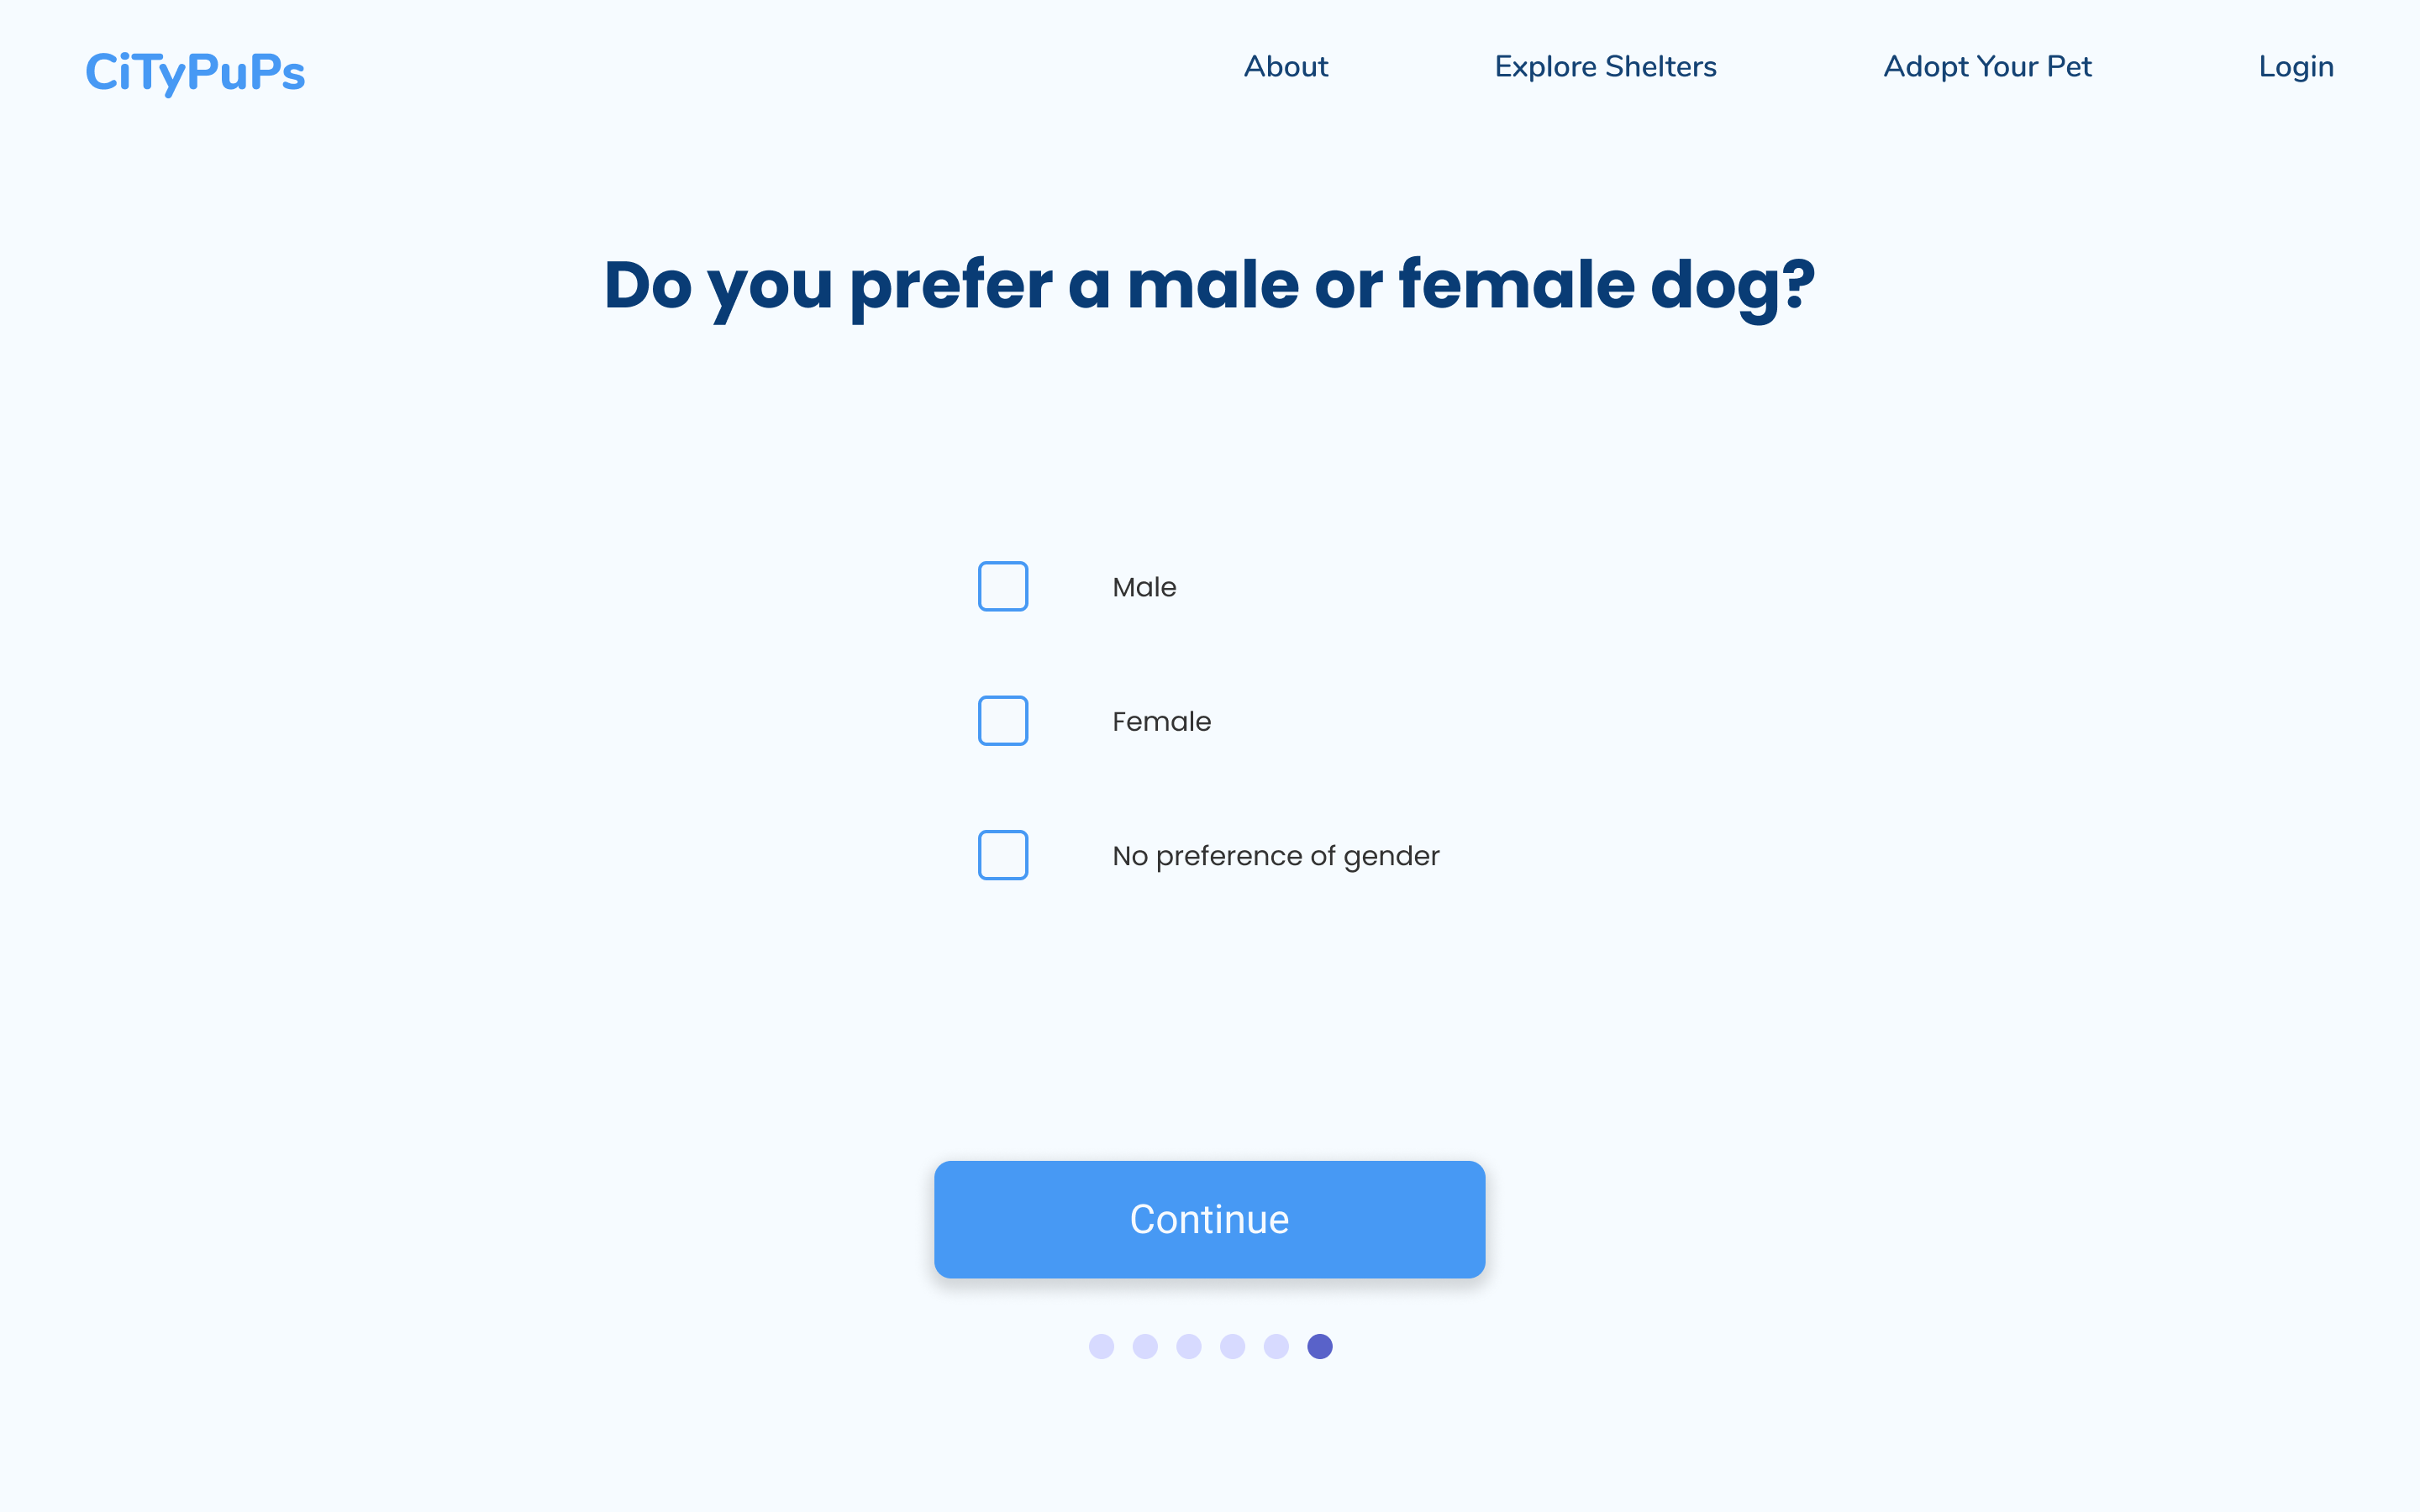 CiTyPuPs
About
Explore Shelters
Adopt Your Pet
Login
Do you prefer a male or female dog?
Male
Female
No preference of gender
Continue